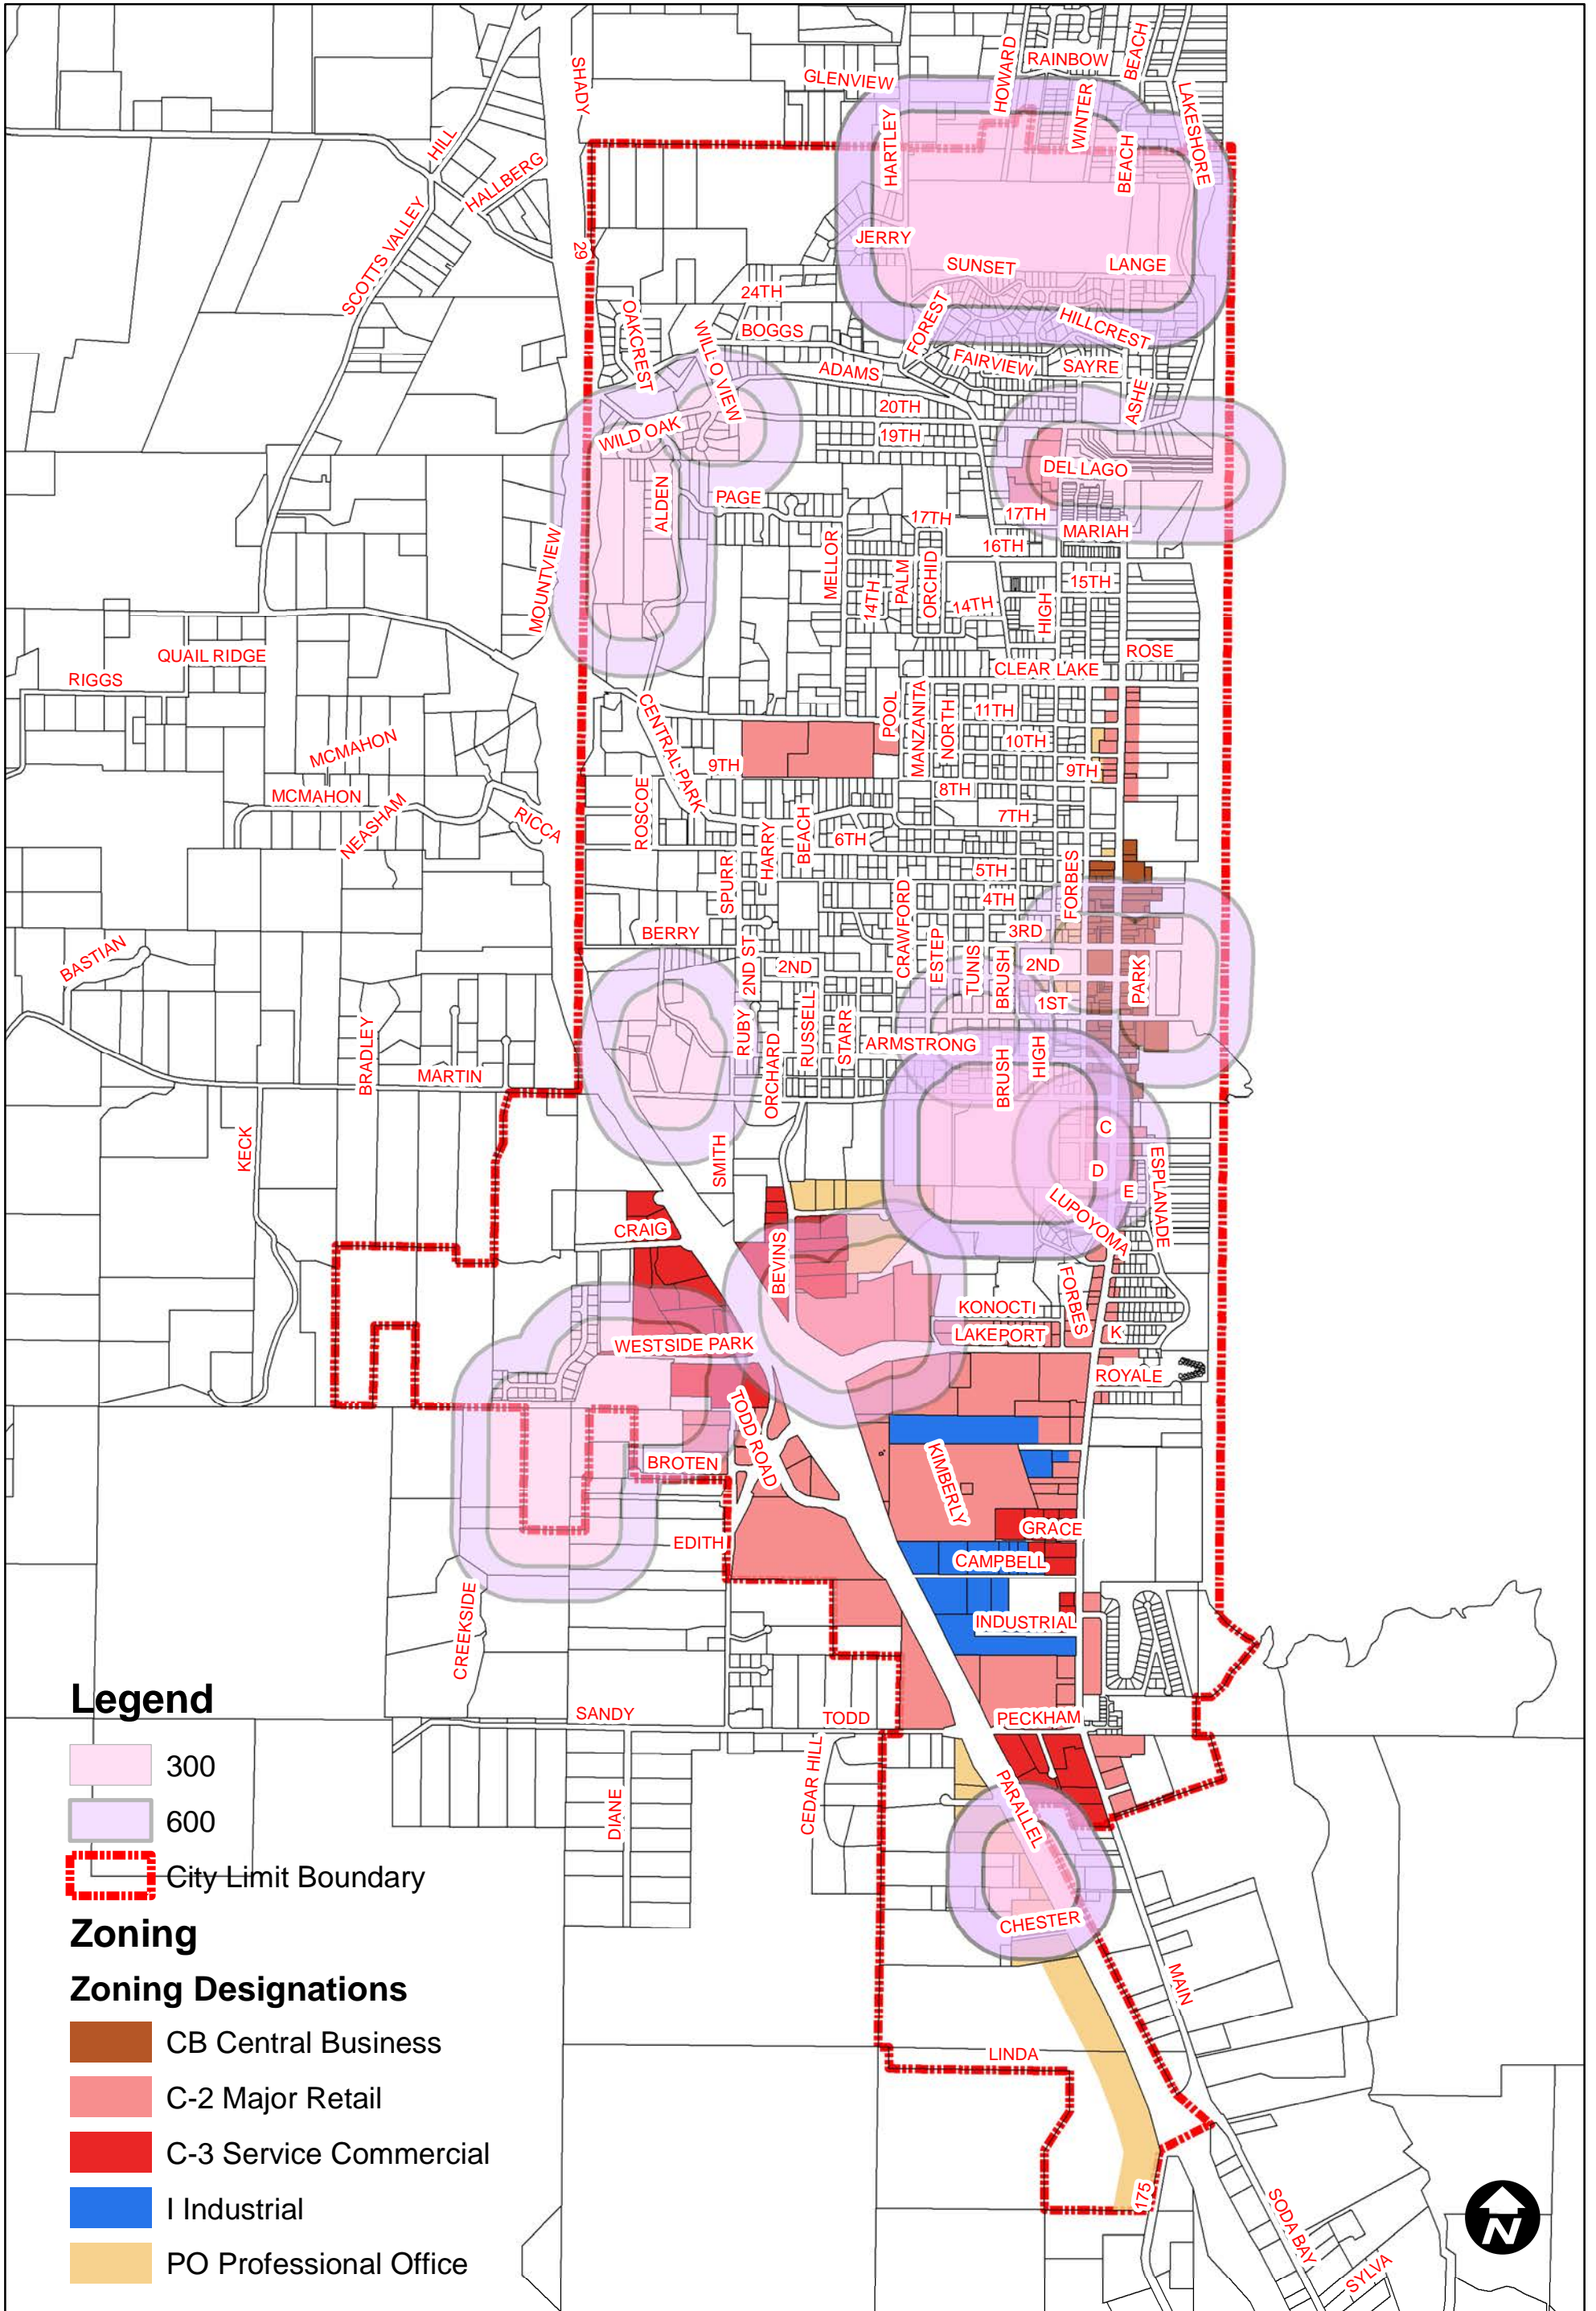 HOWARD
BEACH
RAINBOW
SHADY
GLENVIEW
LAKESHORE
WINTER
HARTLEY
BEACH
HILL
HALLBERG
SCOTTS VALLEY
29
JERRY
SUNSET
LANGE
24TH
OAKCREST
WILLO VIEW
BOGGS
FOREST
HILLCREST
FAIRVIEW
SAYRE
ADAMS
ASHE
20TH
19TH
WILD OAK
DEL LAGO
ALDEN
PAGE
17TH
17TH
MARIAH
16TH
MOUNTVIEW
MELLOR
14TH
PALM
ORCHID
14TH
HIGH
15TH
QUAIL RIDGE
ROSE
CLEAR LAKE
RIGGS
CENTRAL PARK
POOL
MANZANITA
NORTH
11TH
10TH
MCMAHON
9TH
9TH
8TH
MCMAHON
NEASHAM
RICCA
ROSCOE
HARRY
BEACH
7TH
6TH
SPURR
5TH
FORBES
4TH
CRAWFORD
BERRY
3RD
BASTIAN
2ND ST
2ND
ESTEP
TUNIS
BRUSH
2ND
PARK
1ST
RUBY
RUSSELL
STARR
ARMSTRONG
HIGH
BRADLEY
MARTIN
ORCHARD
BRUSH
KECK
SMITH
C
D
E
ESPLANADE
LUPOYOMA
CRAIG
BEVINS
FORBES
KONOCTI
WESTSIDE PARK
LAKEPORT
K
ROYALE
TODD ROAD
BROTEN
KIMBERLY
EDITH
GRACE
CAMPBELL
CREEKSIDE
INDUSTRIAL
SANDY
TODD
PECKHAM
CEDAR HILL
DIANE
PARALLEL
CHESTER
MAIN
LINDA
175
SODA BAY
SYLVA
Legend
300
600
City Limit Boundary
Zoning
Zoning Designations
CB Central Business
C-2 Major Retail
C-3 Service Commercial
I Industrial
PO Professional Office
N